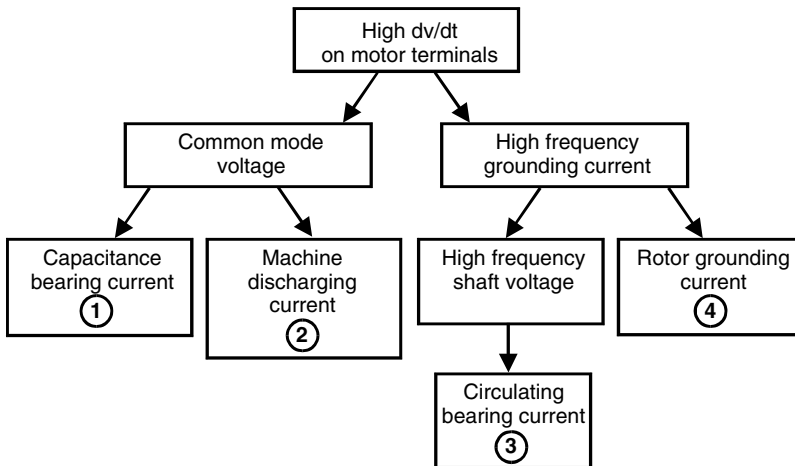 High dv/dt
on motor terminals
Common mode
voltage
High frequency
grounding current
Capacitance
bearing current
1
Machine
discharging
current
2
High frequency
shaft voltage
Rotor grounding
current
4
Circulating
bearing current
3